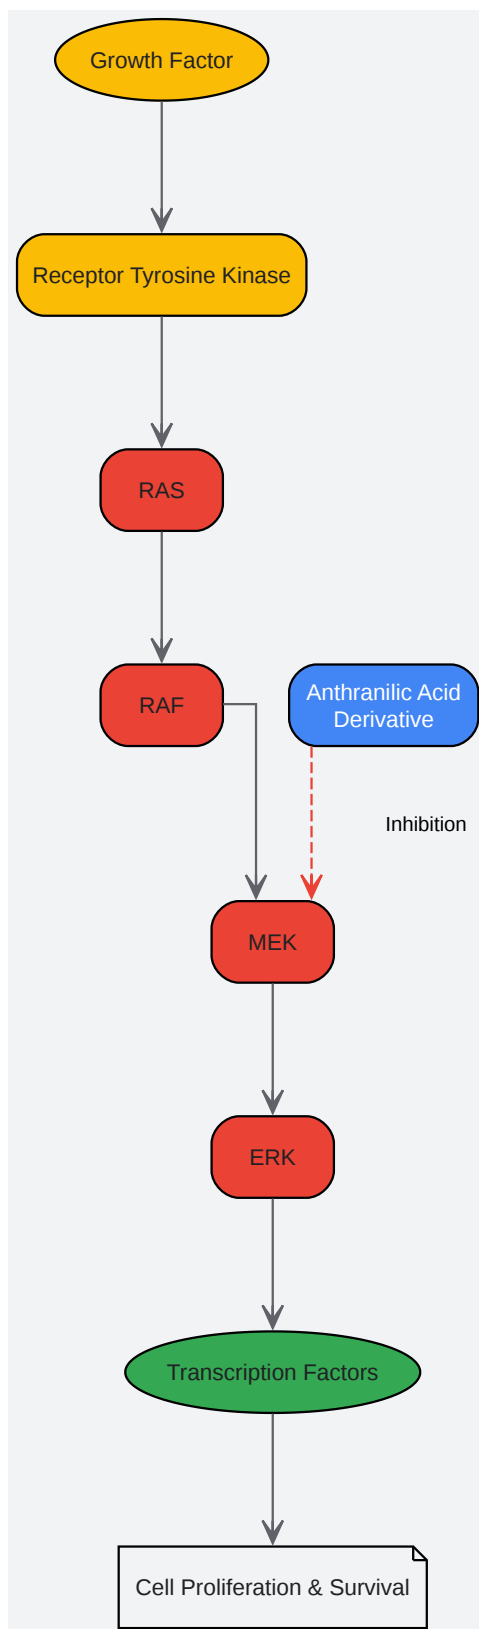 Growth Factor
Receptor Tyrosine Kinase
RAS
RAF
Anthranilic Acid
Derivative
Inhibition
MEK
ERK
Transcription Factors
Cell Proliferation & Survival